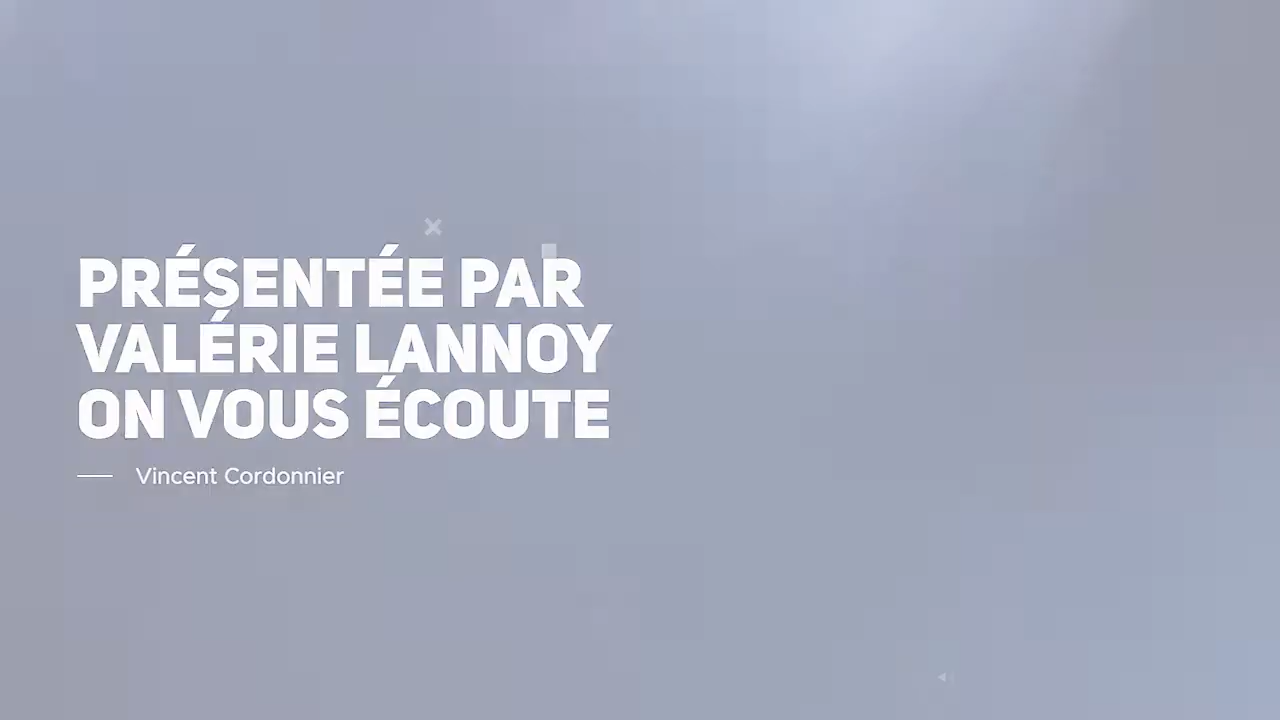 PRÉSENTÉE PAR
VALÉRIE LANNOY
ON VOUS ÉCOUTE
Vincent Cordonnier